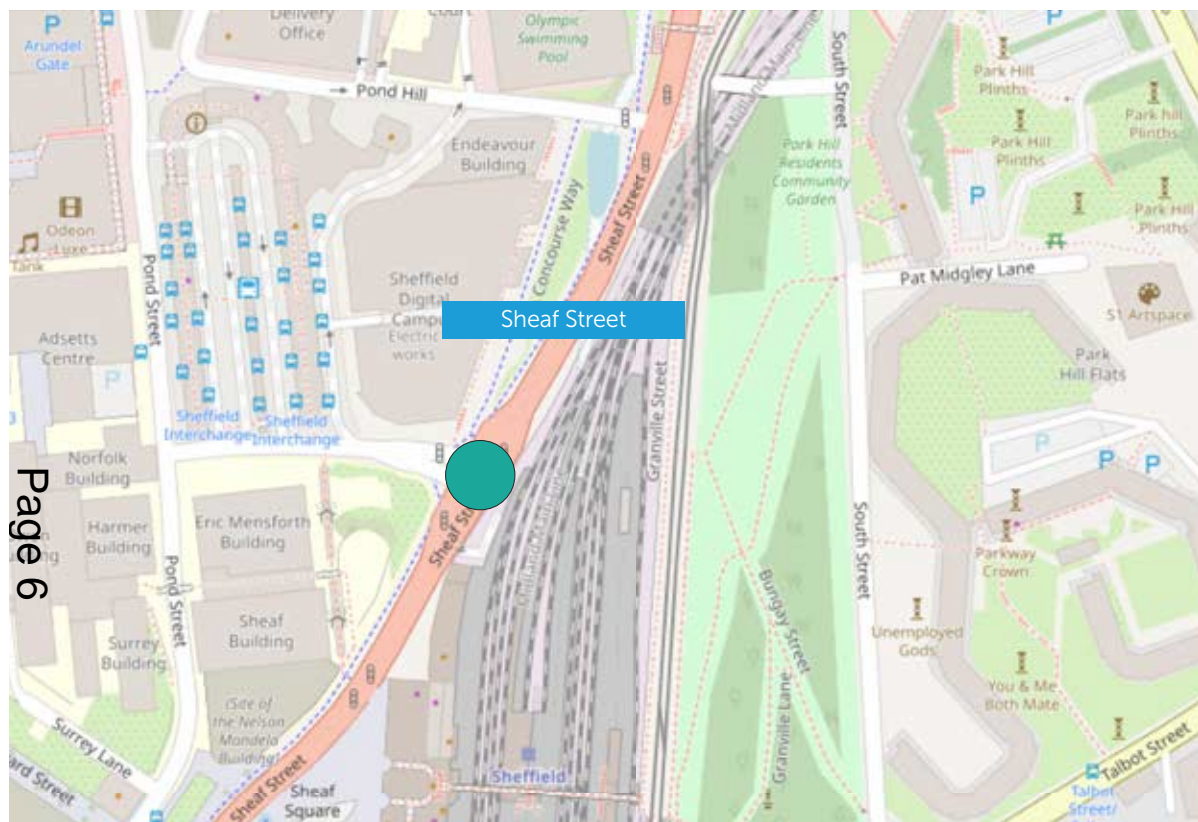 P
Arundel
Gate
Delivery
Office
Court
Olympic
Swimming
Pool
Pond Hill
Endeavour
Building
Concourse Way
Sheaf Street
Midland Main Line
South Street
P
Park Hill
Plinths
Park hill
Plinths
Park Hill
Plinths
Park Hill
Residents
Community
Garden
P
Park Hill
Plinths
Odeon
Luxe
Tank
Pond Street
Sheffield
Digital
Campus
Electric
works
Sheaf Street
Pat Midgley Lane
S1 Artspace
Adsetts
Centre
P
Park
Hill Flats
Granville Street
3
Sheffield
Interchange
Sheffield
Interchange
P
P
P
Norfolk
Building
Page 6
Harmer
Building
Eric Mensforth
Building
Sheaf
South Street
Parkway
Crown
Pond Street
Sheaf
Building
Bungay Street
Unemployed
Gods
Surrey
Building
You & Me
Both Mate
(Site of
the Nelson
Mandela
Building)
Granville Lane
Surrey Lane
Talbot Street
Sheffield
Sheaf Street
Sheaf
Square
ard Street
Talbot
Street/